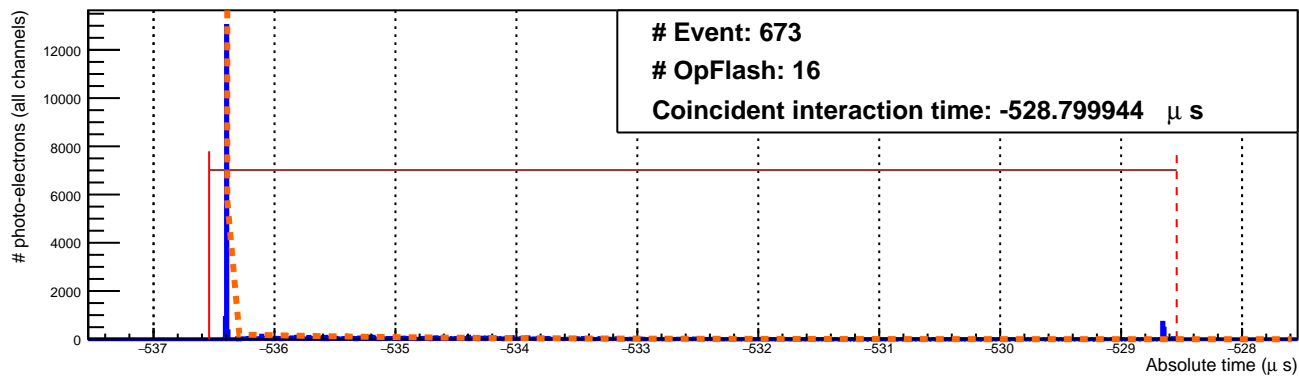 # photo-electrons (all channels)
12000
10000
8000
6000
4000
2000
0
# Event: 673
# OpFlash: 16
Coincident interaction time: -528.799944 μ s
−537 −536 −535 −534 −533 −532 −531 −530 −529 −528
Absolute time (μ s)